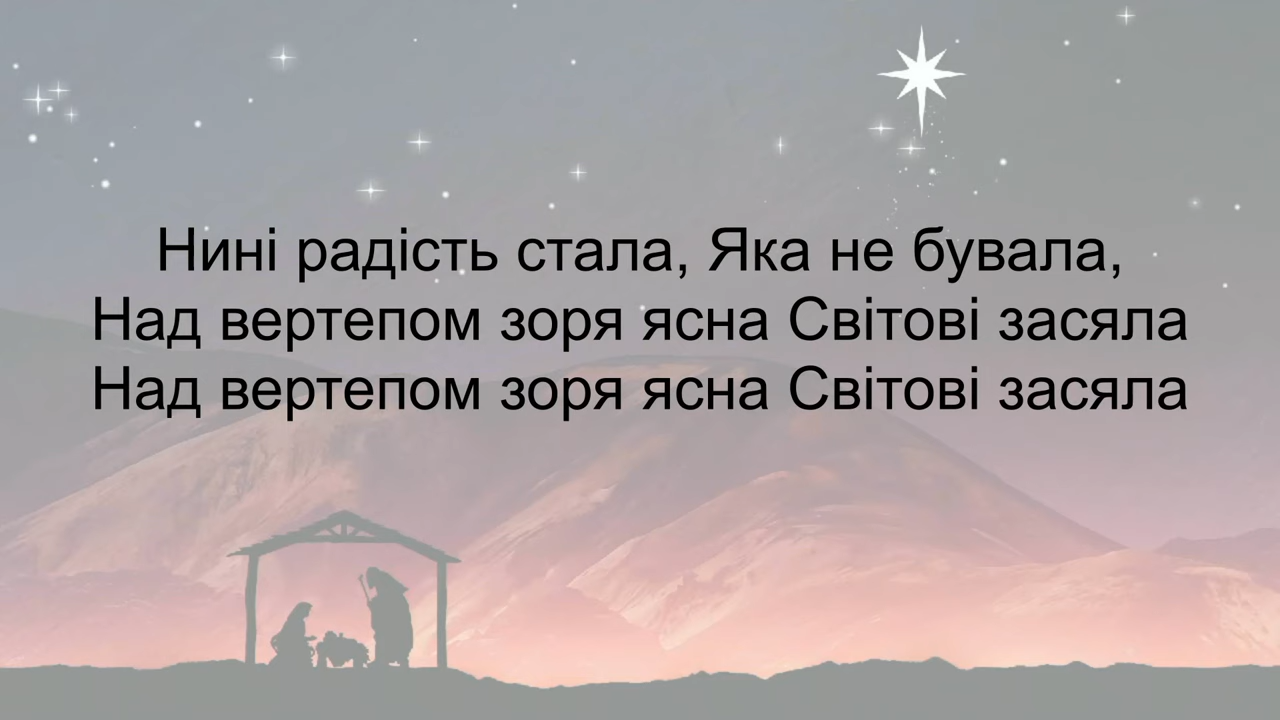 Нині радість стала, Яка не бувала,
Над вертепом зоря ясна Світові засяла
Над вертепом зоря ясна Світові засяла